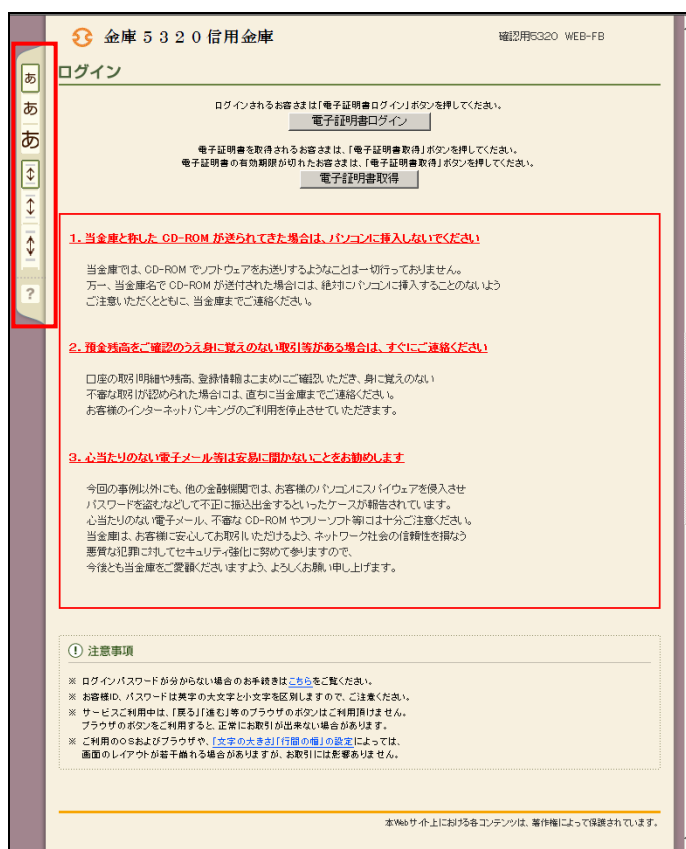 金庫5320信用金庫
確認用5320 WEB-FB
ログイン
あ
あ
あ
?
ログインされるお客さまは「電子証明書ログイン」ボタンを押してください。
電子証明書ログイン
電子証明書を取得されるお客さまは、「電子証明書取得」ボタンを押してください。
電子証明書の有効期限が切れたお客さまは、「電子証明書取得」ボタンを押してください。
電子証明書取得
1. 当金庫と称した CD-ROM が送られてきた場合は、パソコンに挿入しないでください
当金庫では、CD-ROM でソフトウェアをお送りするようなことは一切行っておりません。
万一、当金庫名で CD-ROM が送付された場合には、絶対にパソコンに挿入することのないよう
ご注意いただくとともに、当金庫までご連絡ください。
2. 預金残高をご確認のうえ身に覚えのない取引等がある場合は、すぐにご連絡ください
口座の取引明細や残高、登録情報はこまめにご確認いただき、身に覚えのない
不審な取引が認められた場合には、直ちに当金庫までご連絡ください。
お客様のインターネットバンキングのご利用を停止させていただきます。
3. 心当たりのない電子メール等は安易に開かないことをお勧めします
今回の事例以外にも、他の金融機関では、お客様のパソコンにスパイウェアを侵入させ
パスワードを盗むなどして不正に振込出金するといったケースが報告されています。
心当たりのない電子メール、不審な CD-ROM やフリーソフト等には十分ご注意ください。
当金庫は、お客様に安心してお取引いただけるよう、ネットワーク社会の信頼性を損なう
悪質な犯罪に対してセキュリティ強化に努めて参りますので、
今後とも当金庫をご愛顧くださいますよう、よろしくお願い申し上げます。
注意事項
※ ログインパスワードが分からない場合のお手続きはこちらをご覧ください。
※ お客様ID、パスワードは英字の大文字と小文字を区別しますので、ご注意ください。
※ サービスご利用中は、「戻る」「進む」等のブラウザのボタンはご利用頂けません。
ブラウザのボタンをご利用すると、正常にお取引が出来ない場合があります。
※ ご利用のOSおよびブラウザや、「文字の大きさ」「行間の幅」の設定によっては、
画面のレイアウトが若干崩れる場合がありますが、お取引には影響ありません。
本Webサイト上における各コンテンツは、著作権によって保護されています。